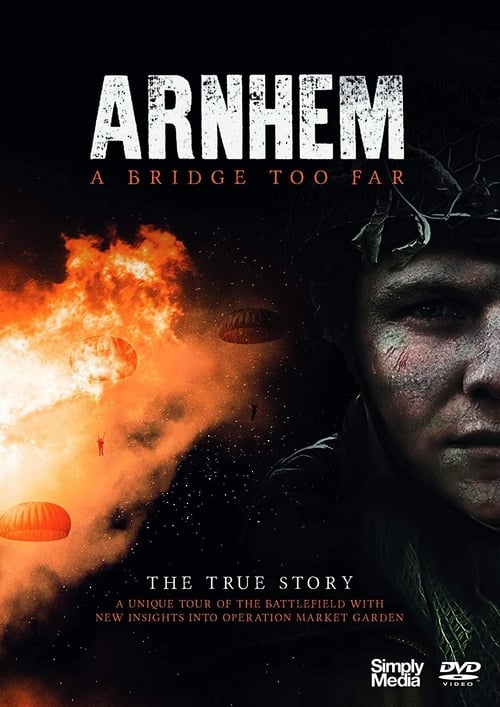 ARNHEM
A BRIDGE TOO FAR
THE TRUE STORY
A UNIQUE TOUR OF THE BATTLEFIELD WITH
NEW INSIGHTS INTO OPERATION MARKET GARDEN
Simply
Media
DVD
VIDEO